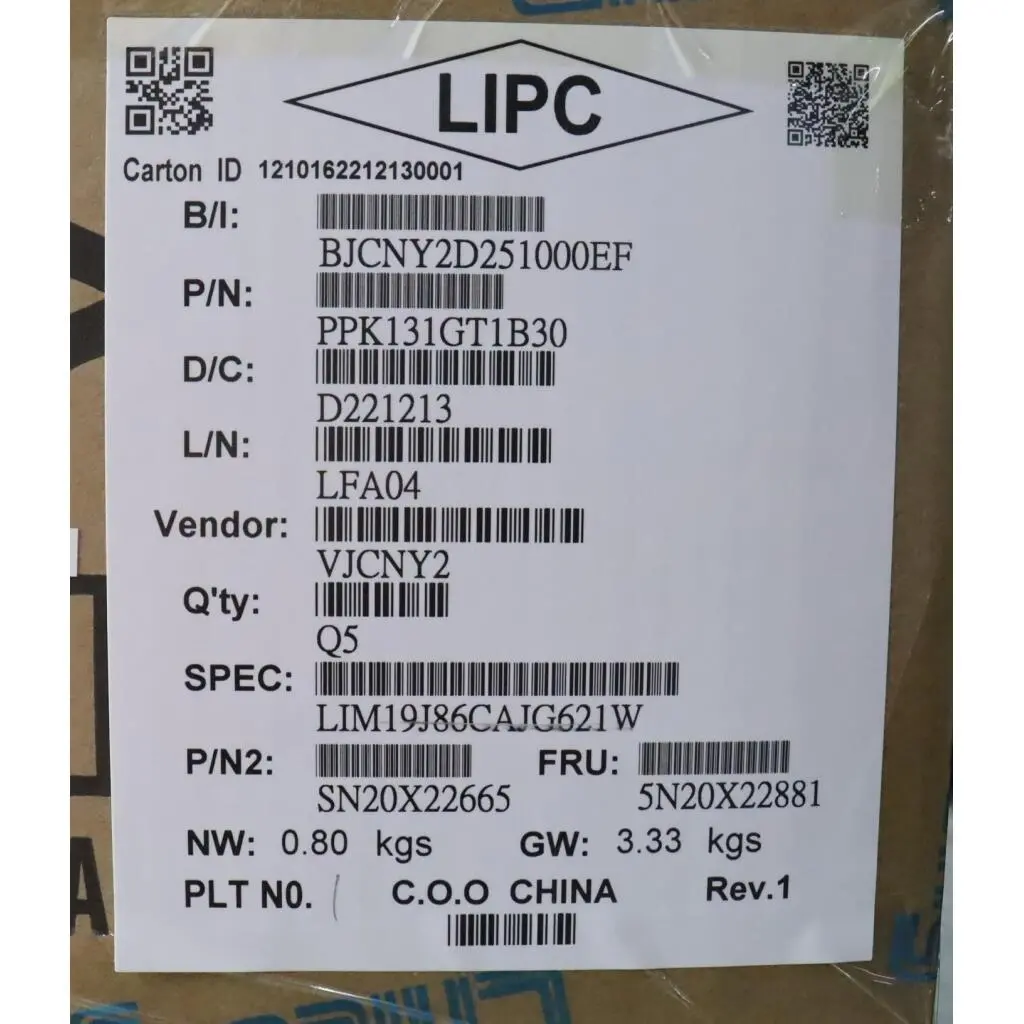 LIPC
Carton ID 1210162212130001
B/I:
BJCNY2D251000EF
P/N:
PPK131GT1B30
D/C:
D221213
L/N:
LFA04
Vendor:
VJCNY2
Q'ty:
Q5
SPEC:
LIM19J86CAJG621W
P/N2: FRU:
SN20X22665 5N20X22881
NW: 0.80 kgs GW: 3.33 kgs
PLT N0. / C.O.O CHINA Rev.1
A